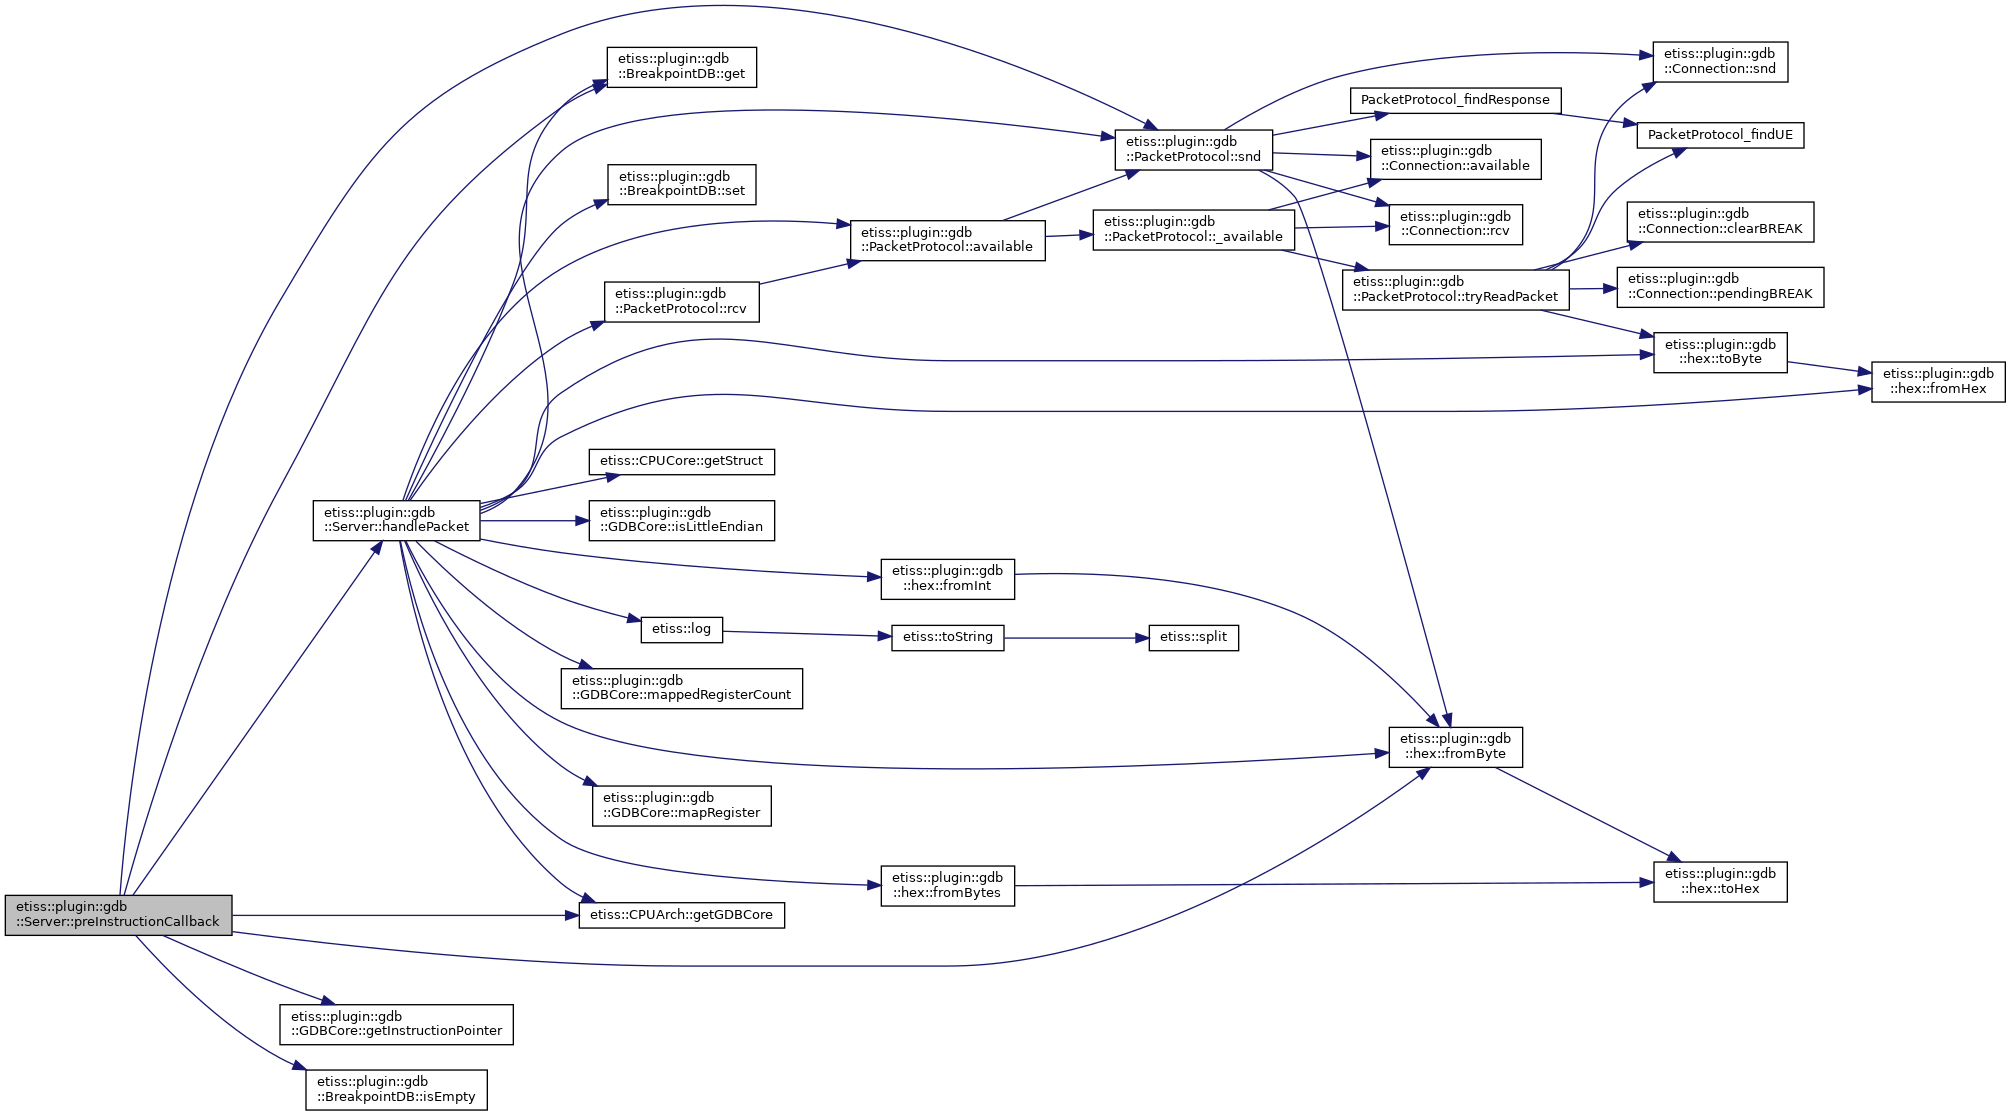 etiss::plugin::gdb
::Server::preInstructionCallback
etiss::plugin::gdb
::BreakpointDB::get
etiss::plugin::gdb
::BreakpointDB::set
etiss::plugin::gdb
::PacketProtocol::rcv
etiss::plugin::gdb
::Server::handlePacket
etiss::CPUCore::getStruct
etiss::plugin::gdb
::GDBCore::isLittleEndian
etiss::log
etiss::plugin::gdb
::GDBCore::mappedRegisterCount
etiss::plugin::gdb
::GDBCore::mapRegister
etiss::CPUArch::getGDBCore
etiss::plugin::gdb
::GDBCore::getInstructionPointer
etiss::plugin::gdb
::BreakpointDB::isEmpty
etiss::plugin::gdb
::PacketProtocol::available
etiss::plugin::gdb
::hex::fromInt
etiss::toString
etiss::plugin::gdb
::hex::fromBytes
etiss::plugin::gdb
::PacketProtocol::snd
etiss::plugin::gdb
::PacketProtocol::_available
etiss::split
PacketProtocol_findResponse
etiss::plugin::gdb
::Connection::available
etiss::plugin::gdb
::Connection::rcv
etiss::plugin::gdb
::PacketProtocol::tryReadPacket
etiss::plugin::gdb
::hex::fromByte
etiss::plugin::gdb
::Connection::snd
PacketProtocol_findUE
etiss::plugin::gdb
::Connection::clearBREAK
etiss::plugin::gdb
::Connection::pendingBREAK
etiss::plugin::gdb
::hex::toByte
etiss::plugin::gdb
::hex::fromHex
etiss::plugin::gdb
::hex::toHex